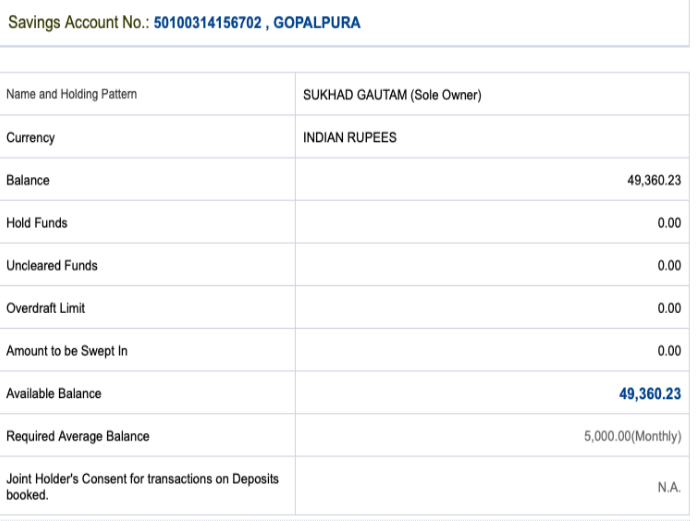 Savings Account No.: 50100314156702 , GOPALPURA
Name and Holding Pattern SUKHAD GAUTAM (Sole Owner)
Currency INDIAN RUPEES
Balance 49,360.23
Hold Funds 0.00
Uncleared Funds 0.00
Overdraft Limit 0.00
Amount to be Swept In 0.00
Available Balance 49,360.23
Required Average Balance 5,000.00(Monthly)
Joint Holder's Consent for transactions on Deposits
booked. N.A.